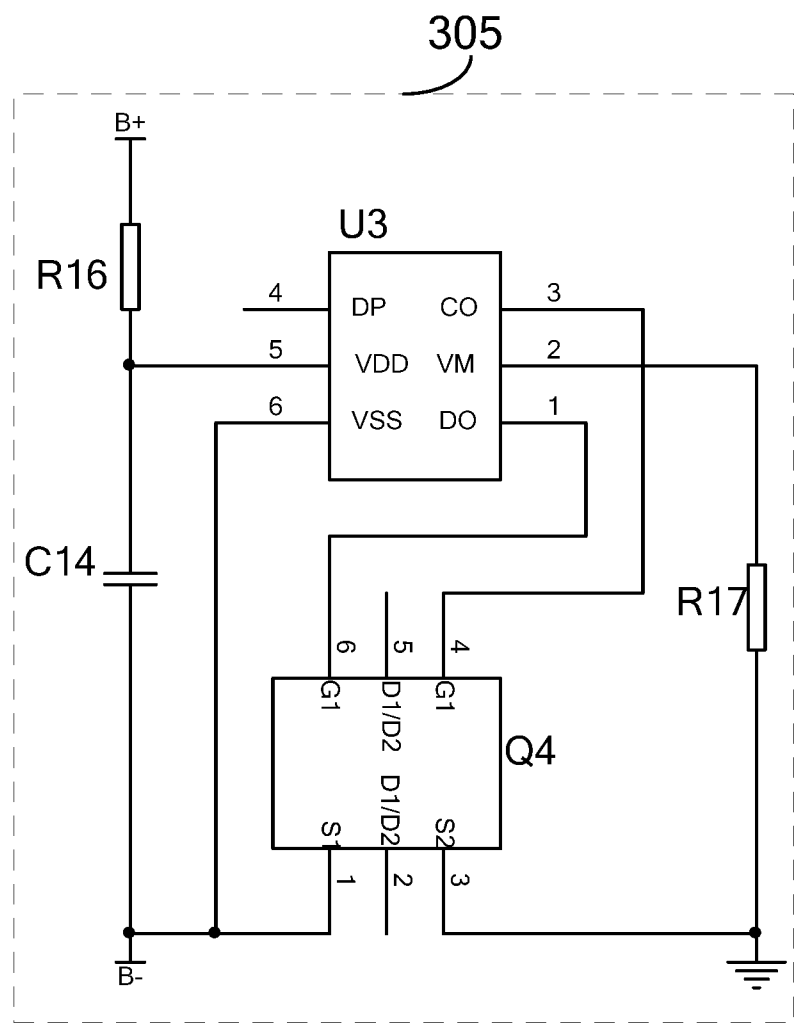 305
B+
U3
R16
4 DP CO 3
5 VDD VM 2
6 VSS DO 1
C14
R17
6 5 4
G1 D1/D2 G1
Q4
S1 D1/D2 S2
1 2 3
B-